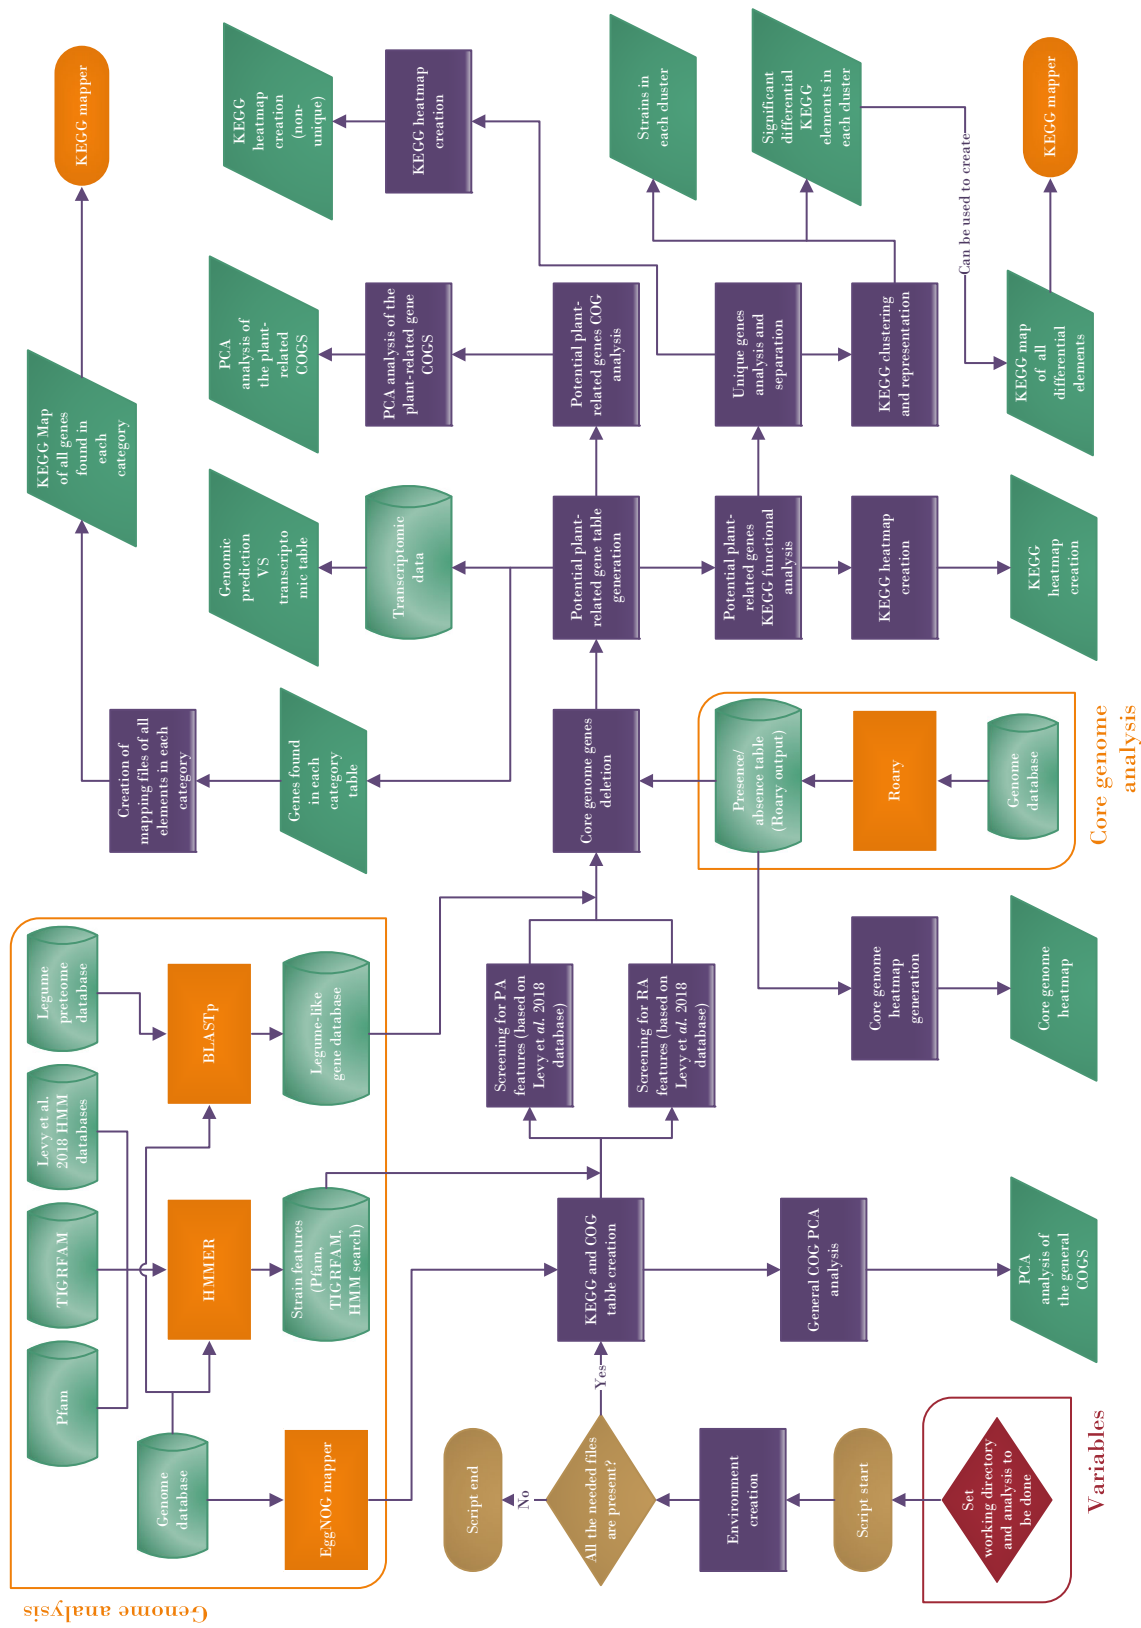 Genome analysis
Pfam
TIGRFAM
Levy et al.
2018 HMM
databases
Legume
preteome
database
Genome
database
HMMER
BLASTp
EggNOG mapper
Strain features
(Pfam,
TIGRFAM,
HMM search)
Legume-like
gene database
Script end
No
All the needed files
are present?
Yes
Environment
creation
Script start
Set
working directory
and analysis to
be done
Variables
KEGG and COG
table creation
General COG PCA
analysis
PCA
analysis of
the general
COGS
Screening for PA
features (based on
Levy et al. 2018
database)
Screening for RA
features (based on
Levy et al. 2018
database)
Core genome
heatmap
generation
Core genome
heatmap
Creation of
mapping files of all
elements in each
category
Genes found
in each
category
table
Core genome genes
deletion
Presence/
absence table
(Roary output)
Roary
Genome
database
Core genome
analysis
KEGG Map
of all genes
found in
each
category
KEGG mapper
Genomic
prediction
VS
transcripto
mic table
Transcriptomic
data
Potential plant-
related gene table
generation
Potential plant-
related genes
KEGG functional
analysis
KEGG heatmap
creation
KEGG
heatmap
creation
PCA
analysis of
the plant-
related
COGS
PCA analysis of the
plant-related gene
COGS
Potential plant-
related genes COG
analysis
Unique genes
analysis and
separation
KEGG clustering
and representation
KEGG map
of all
differential
elements
KEGG
heatmap
creation
(non-
unique)
KEGG heatmap
creation
Strains in
each cluster
Significant
differential
KEGG
elements in
each cluster
Can be used to create
KEGG mapper